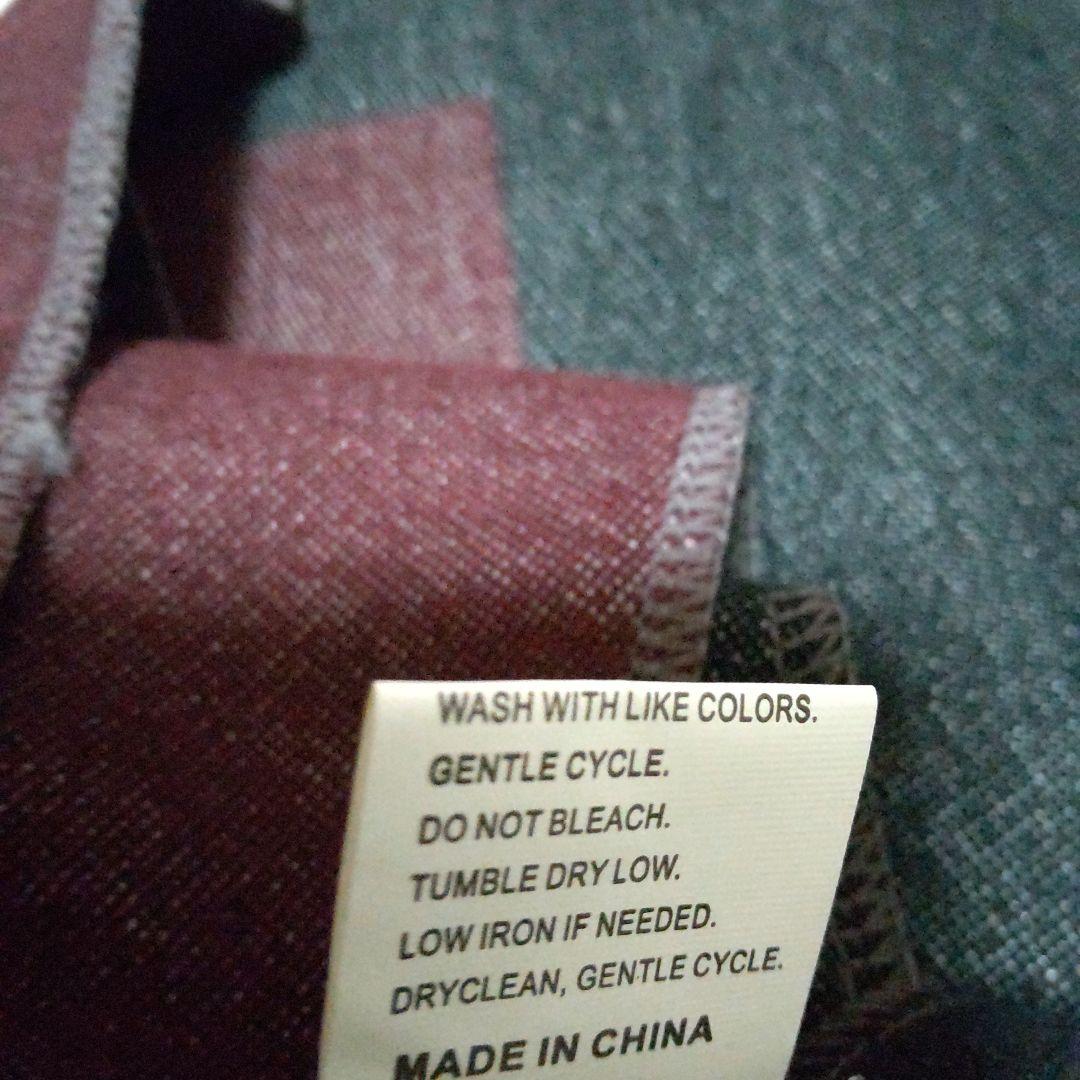 WASH WITH LIKE COLORS.
GENTLE CYCLE.
DO NOT BLEACH.
TUMBLE DRY LOW.
LOW IRON IF NEEDED.
DRYCLEAN, GENTLE CYCLE.
MADE IN CHINA